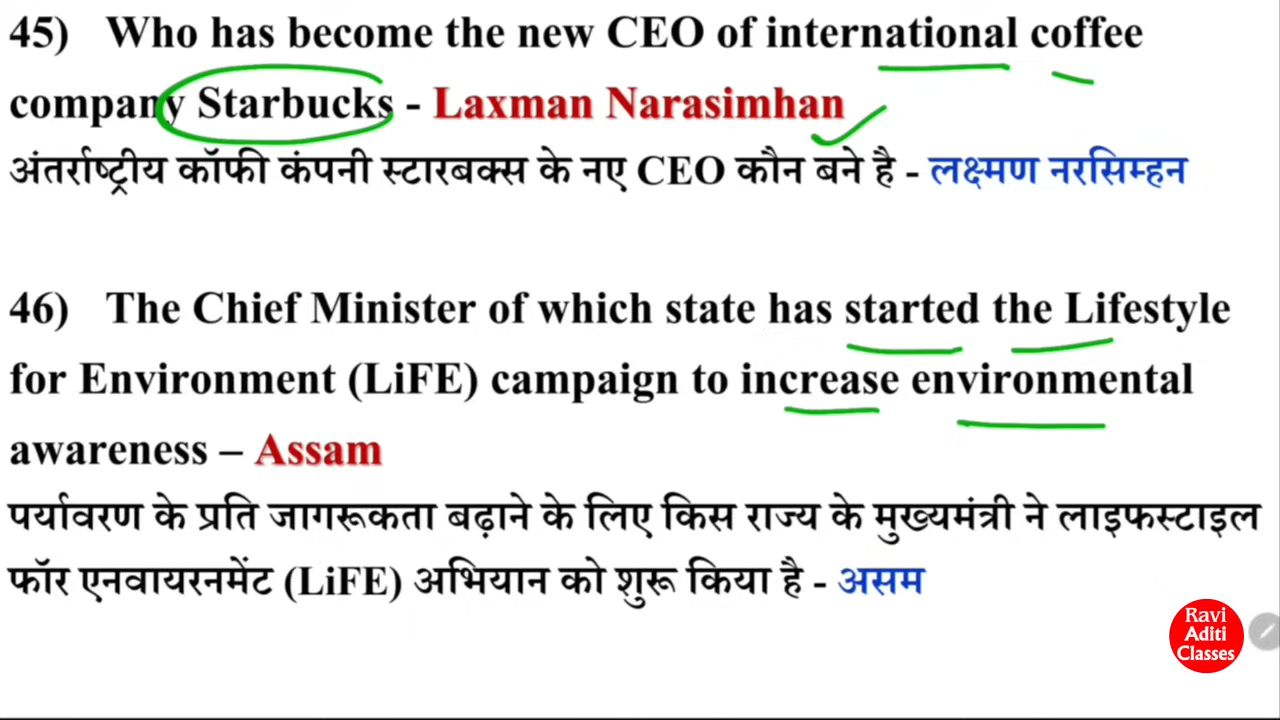 45) Who has become the new CEO of international coffee
company Starbucks - Laxman Narasimhan
अंतर्राष्ट्रीय कॉफी कंपनी स्टारबक्स के नए CEO कौन बने है - लक्ष्मण नरसिम्हन
46) The Chief Minister of which state has started the Lifestyle
for Environment (LiFE) campaign to increase environmental
awareness – Assam
पर्यावरण के प्रति जागरूकता बढ़ाने के लिए किस राज्य के मुख्यमंत्री ने लाइफस्टाइल
फॉर एनवायरनमेंट (LiFE) अभियान को शुरू किया है - असम
Ravi
Aditi
Classes